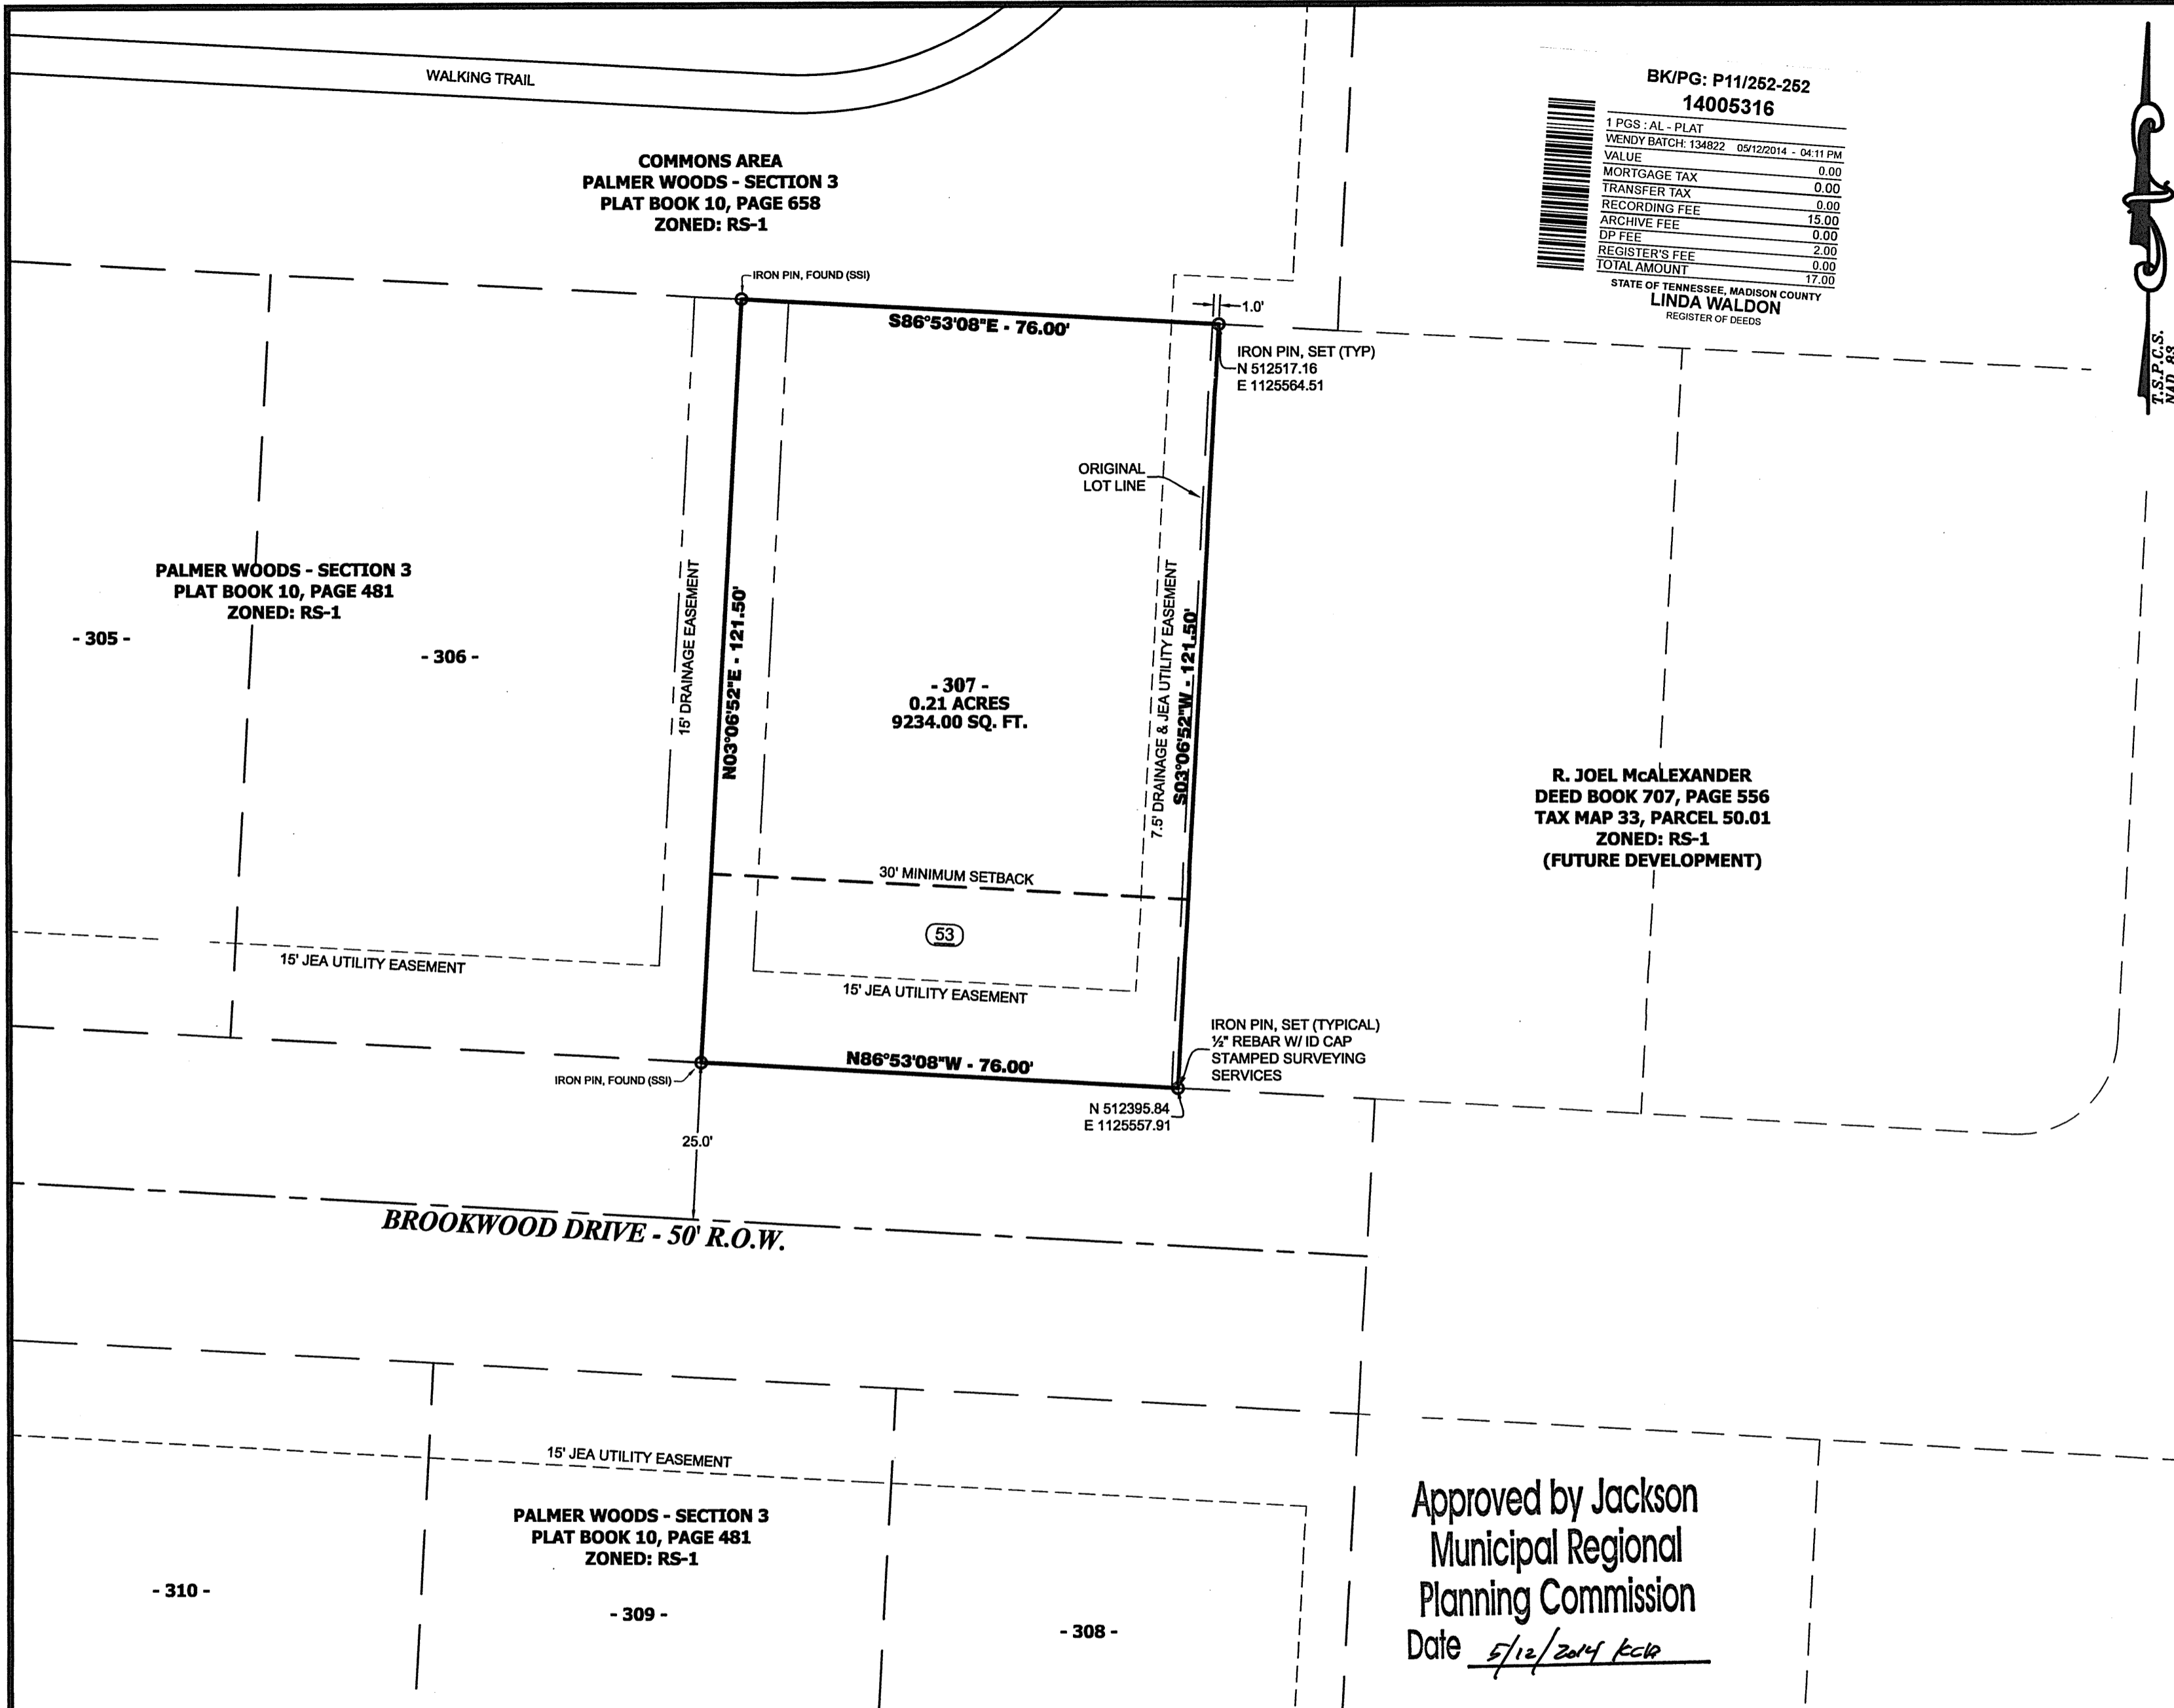 WALKING TRAIL
COMMONS AREA
PALMER WOODS - SECTION 3
PLAT BOOK 10, PAGE 658
ZONED: RS-1
BK/PG: P11/252-252
14005316
1 PGS : AL - PLAT
WENDY BATCH: 134822 05/12/2014 - 04:11 PM
VALUE 0.00
MORTGAGE TAX 0.00
TRANSFER TAX 0.00
RECORDING FEE 15.00
ARCHIVE FEE 0.00
DP FEE 2.00
REGISTER'S FEE 0.00
TOTAL AMOUNT 17.00
STATE OF TENNESSEE, MADISON COUNTY
LINDA WALDON
REGISTER OF DEEDS
T.S.P.C.S.
NAD 83
IRON PIN, FOUND (SSI)
S86°53'08"E - 76.00'
1.0'
IRON PIN, SET (TYP)
N 512517.16
E 1125564.51
ORIGINAL
LOT LINE
PALMER WOODS - SECTION 3
PLAT BOOK 10, PAGE 481
ZONED: RS-1
- 305 -
- 306 -
15' DRAINAGE EASEMENT
N03°06'52"E - 121.50'
- 307 -
0.21 ACRES
9234.00 SQ. FT.
7.5' DRAINAGE & JEA UTILITY EASEMENT
S03°06'52"W - 121.50'
R. JOEL McALEXANDER
DEED BOOK 707, PAGE 556
TAX MAP 33, PARCEL 50.01
ZONED: RS-1
(FUTURE DEVELOPMENT)
30' MINIMUM SETBACK
53
15' JEA UTILITY EASEMENT
15' JEA UTILITY EASEMENT
IRON PIN, SET (TYPICAL)
½" REBAR W/ ID CAP
STAMPED SURVEYING
SERVICES
N86°53'08"W - 76.00'
IRON PIN, FOUND (SSI)
N 512395.84
E 1125557.91
25.0'
BROOKWOOD DRIVE - 50' R.O.W.
15' JEA UTILITY EASEMENT
PALMER WOODS - SECTION 3
PLAT BOOK 10, PAGE 481
ZONED: RS-1
- 310 -
- 309 -
- 308 -
Approved by Jackson
Municipal Regional
Planning Commission
Date 5/12/2014